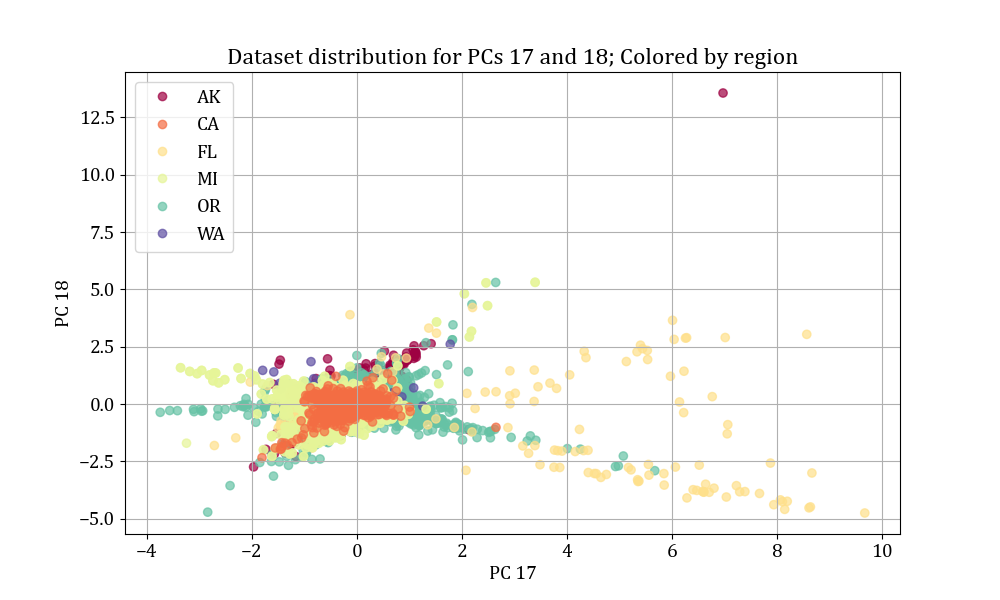 Dataset distribution for PCs 17 and 18; Colored by region
AK
CA
FL
MI
OR
WA
12.5
10.0
7.5
5.0
2.5
0.0
−2.5
−5.0
PC 18
−4
−2
0
2
4
6
8
10
PC 17